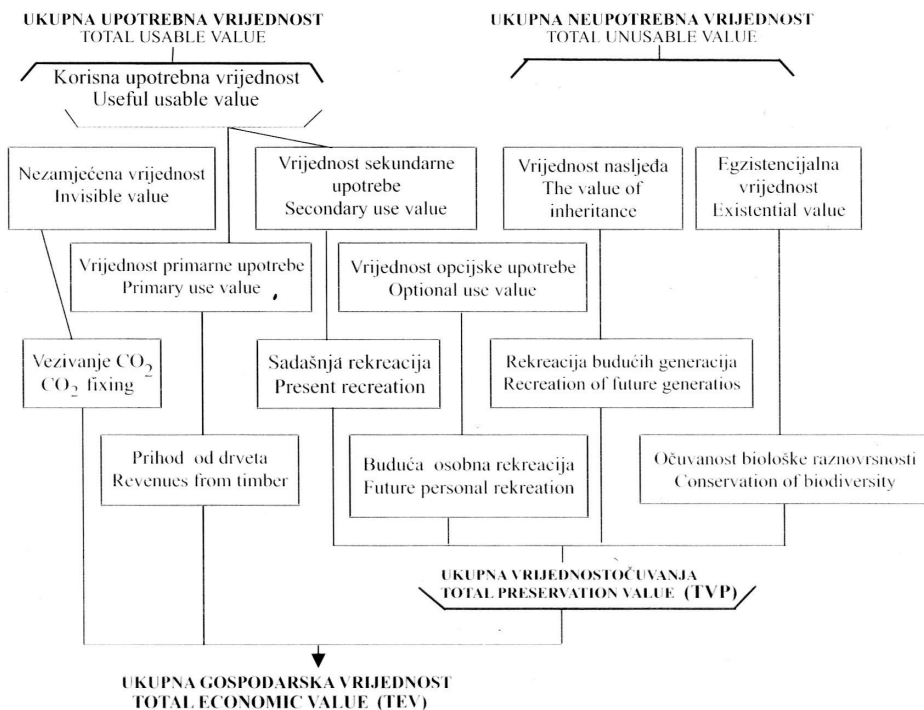 UKUPNA UPOTREBNA VRIJEDNOST
TOTAL USABLE VALUE
UKUPNA NEUPOTREBNA VRIJEDNOST
TOTAL UNUSABLE VALUE
Korisna upotrebna vrijednost
Useful usable value
Nezamjećena vrijednost
Invisible value
Vrijednost sekundarne
upotrebe
Secondary use value
Vrijednost nasljeđa
The value of
inheritance
Egzistencijalna
vrijednost
Existential value
Vrijednost primarne upotrebe
Primary use value
Vrijednost opcijske upotrebe
Optional use value
Vezivanje CO2
CO2 fixing
Sadašnja rekreacija
Present recreation
Rekreacija budućih generacija
Recreation of future generatios
Prihod od drveta
Revenues from timber
Buduća osobna rekreacija
Future personal rekreation
Očuvanost biološke raznovrsnosti
Conservation of biodiversity
UKUPNA VRIJEDNOSTOČUVANJA
TOTAL PRESERVATION VALUE (TVP)
UKUPNA GOSPODARSKA VRIJEDNOST
TOTAL ECONOMIC VALUE (TEV)